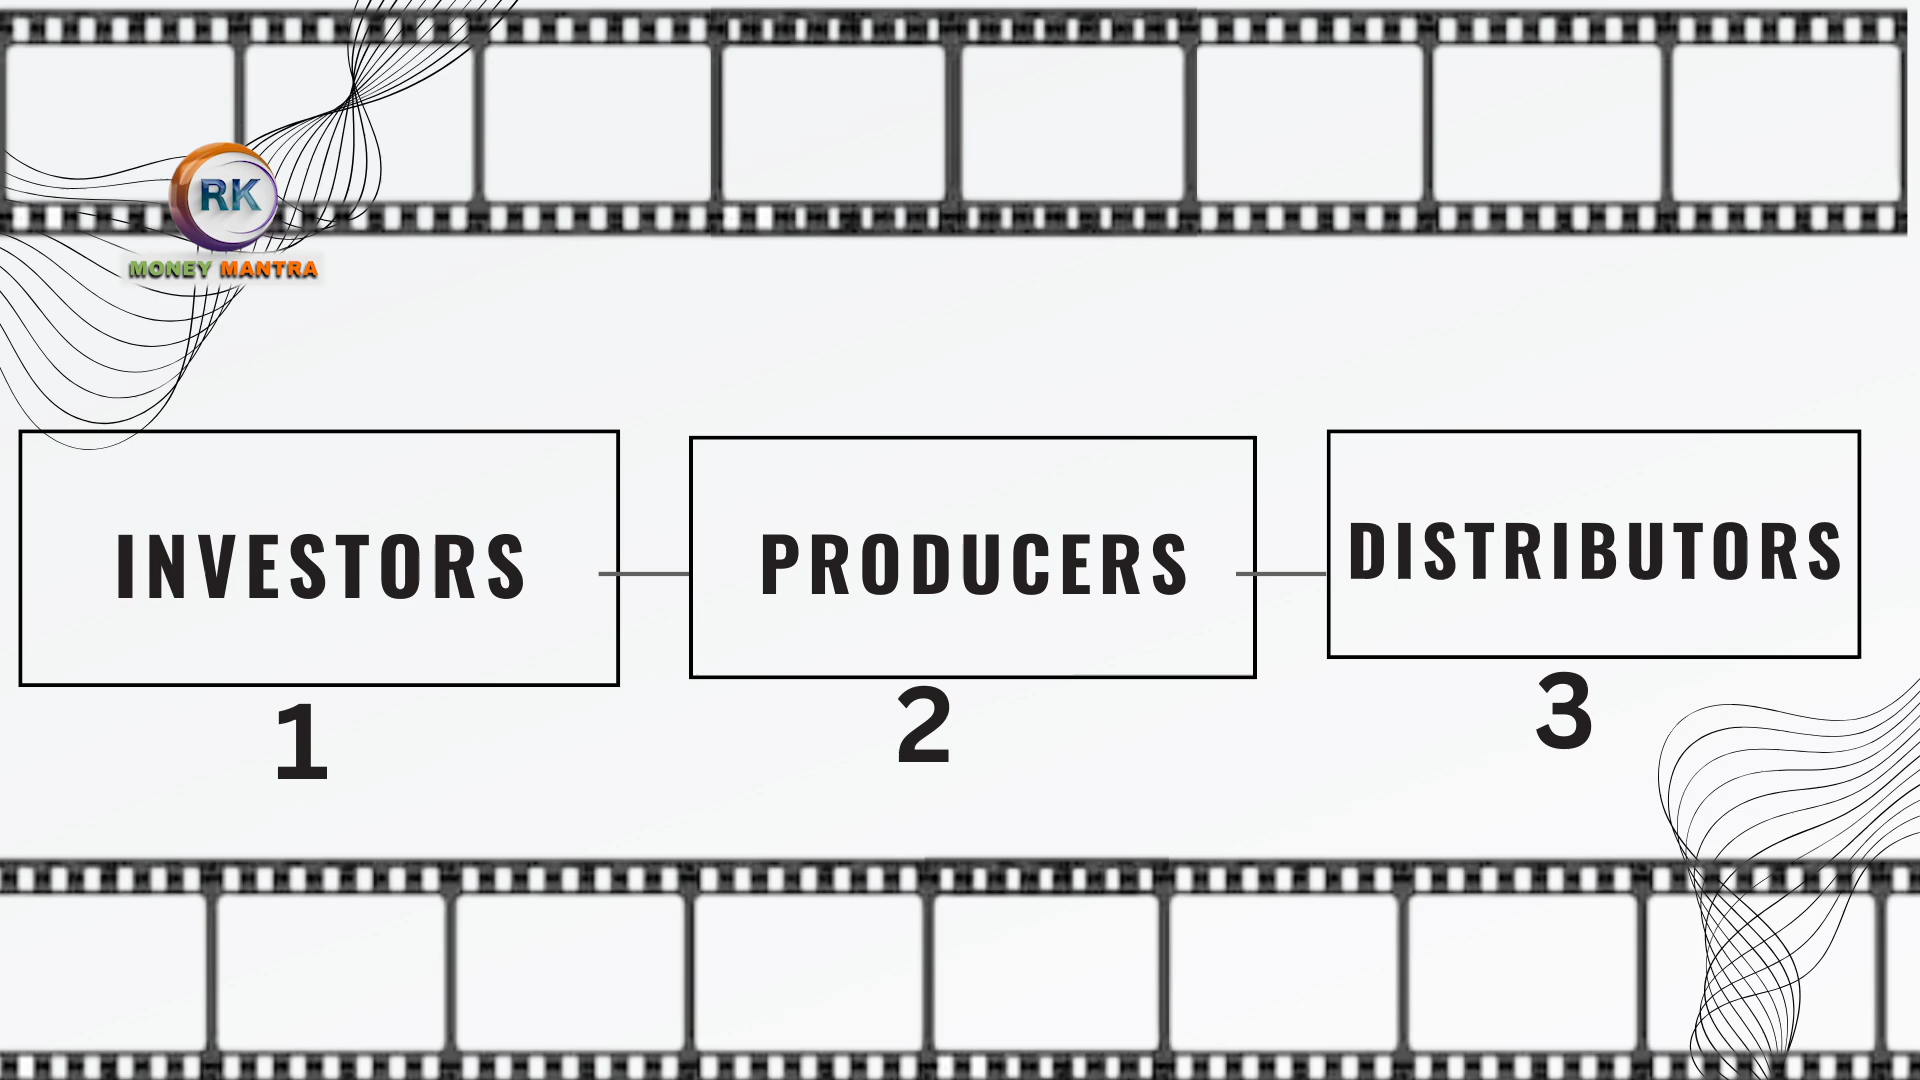 RK
MONEY MANTRA
INVESTORS
PRODUCERS
DISTRIBUTORS
1
2
3